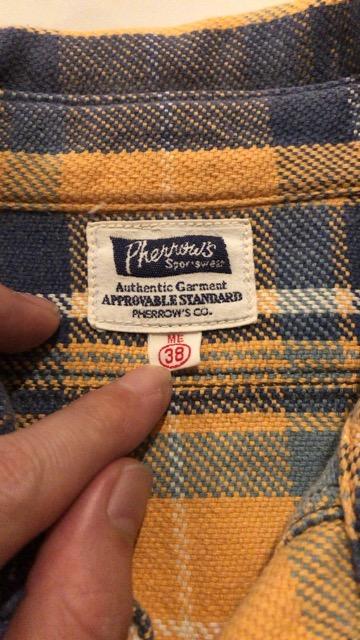 Pherrow's
Sportswear
Authentic Garment
APPROVABLE STANDARD
PHERROW'S CO.
ME
38